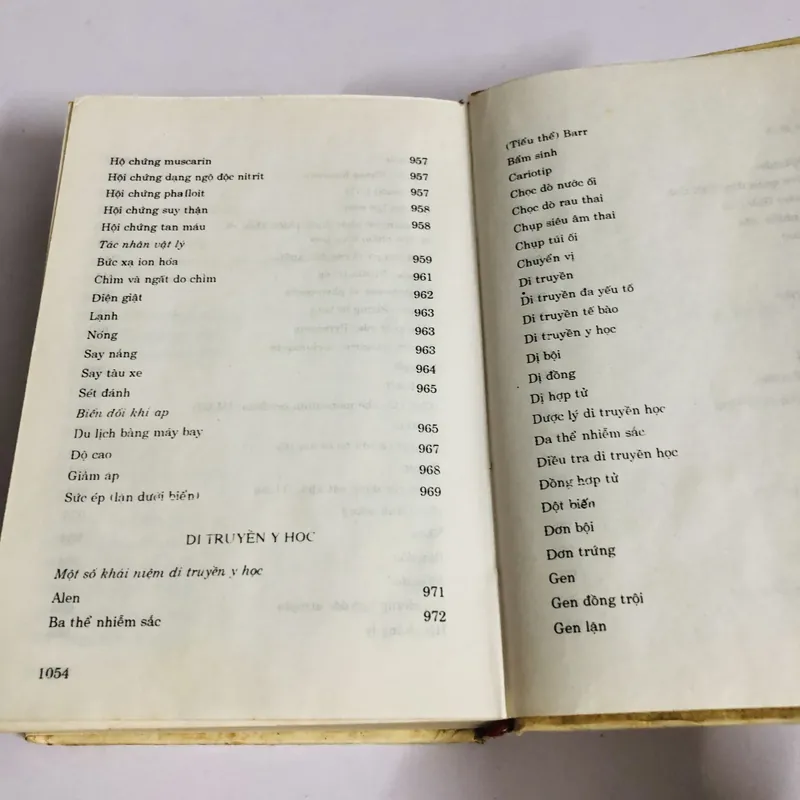 Hộ chứng muscarin 957
Hội chứng dạng ngộ độc nitrit 957
Hội chứng phalloit 957
Hội chứng suy thận 958
Hội chứng tan máu 958
Tác nhân vật lý
Bức xạ ion hóa 959
Chìm và ngất do chìm 961
Điện giật 962
Lạnh 963
Nóng 963
Say nắng 963
Say tàu xe 964
Sét đánh 965
Biến đổi khí áp
Du lịch bằng máy bay 965
Độ cao 967
Giảm áp 968
Sức ép (lặn dưới biển) 969
DI TRUYỀN Y HỌC
Một số khái niệm di truyền y học
Alen 971
Ba thể nhiễm sắc 972
1054
(Tiểu thể) Barr
Bẩm sinh
Cariotip
Chọc dò nước ối
Chọc dò rau thai
Chụp siêu âm thai
Chụp túi ối
Chuyển vị
Di truyền
Di truyền đa yếu tố
Di truyền tế bào
Di truyền y học
Dị bội
Dị đồng
Dị hợp tử
Dược lý di truyền học
Đa thể nhiễm sắc
Điều tra di truyền học
Đồng hợp tử
Đột biến
Đơn bội
Đơn trứng
Gen
Gen đồng trội
Gen lặn